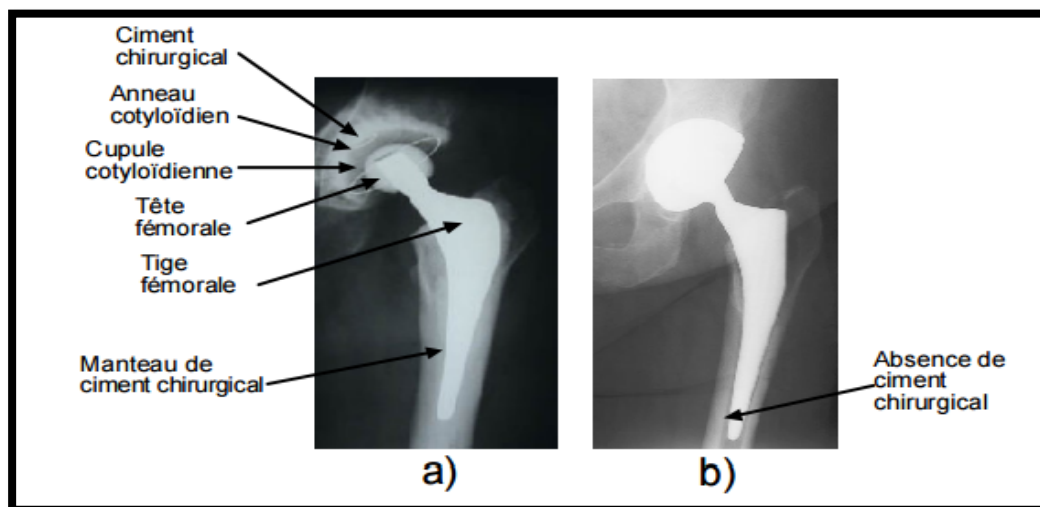 Ciment
chirurgical
Anneau
cotyloïdien
Cupule
cotyloïdienne
Tête
fémorale
Tige
fémorale
Manteau de
ciment chirurgical
Absence de
ciment
chirurgical
a)
b)